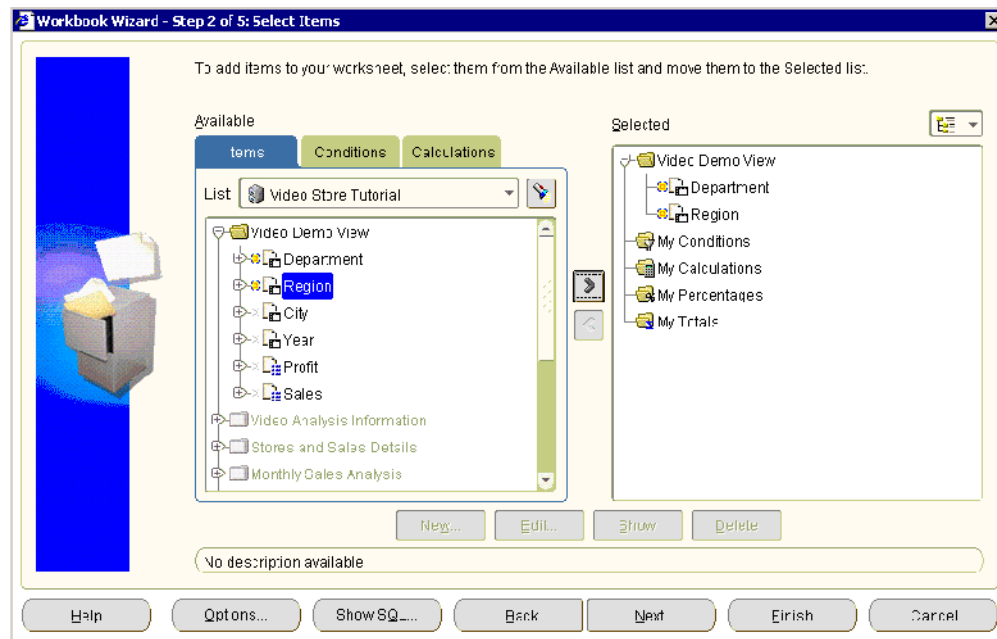 Workbook Wizard - Step 2 of 5: Select Items
To add items to your worksheet, select them from the Available list and move them to the Selected list.
Available
Items
Conditions
Calculations
List
Video Store Tutorial
Video Demo View
Department
Region
City
Year
Profit
Sales
Video Analysis Information
Stores and Sales Details
Monthly Sales Analysis
Selected
Video Demo View
Department
Region
My Conditions
My Calculations
My Percentages
My Totals
New...
Edit...
Show
Delete
No description available
Help
Options...
Show SQL...
Back
Next
Finish
Cancel